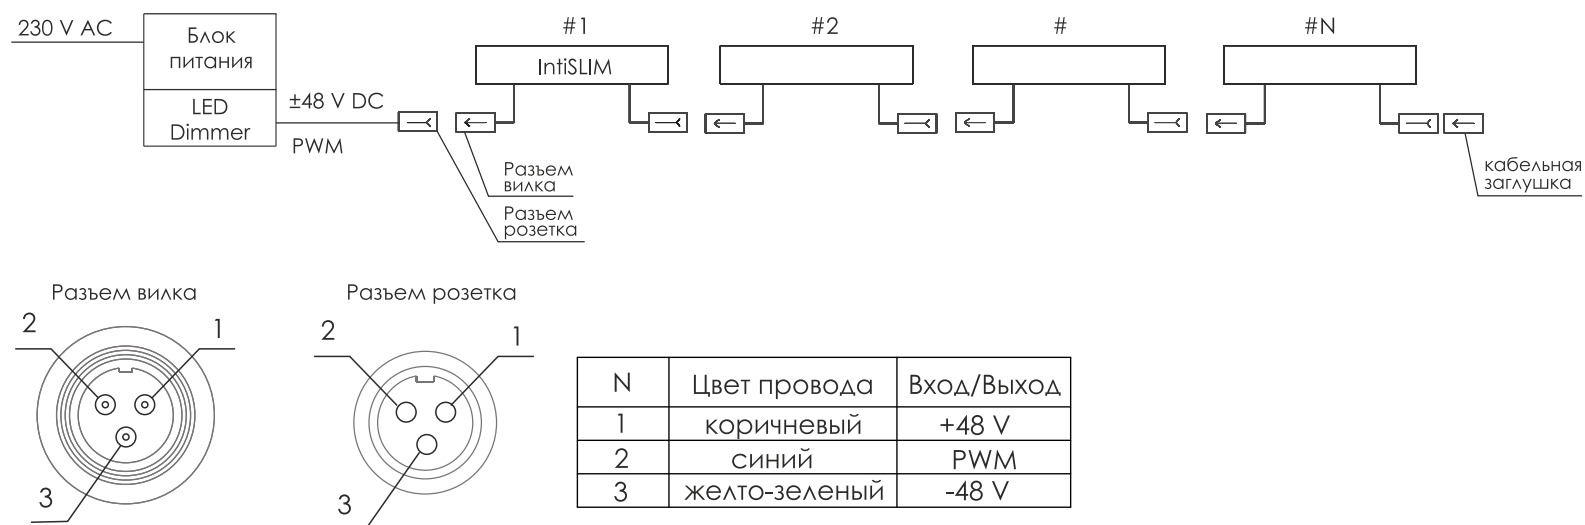 230 V AC
Блок
питания
LED
Dimmer
±48 V DC
PWM
#1
#2
#
#N
IntiSLIM
Разъем
вилка
Разъем
розетка
кабельная
заглушка
Разъем вилка
2
1
3
Разъем розетка
2
1
3
N Цвет провода Вход/Выход
1 коричневый +48 V
2 синий PWM
3 желто-зеленый -48 V